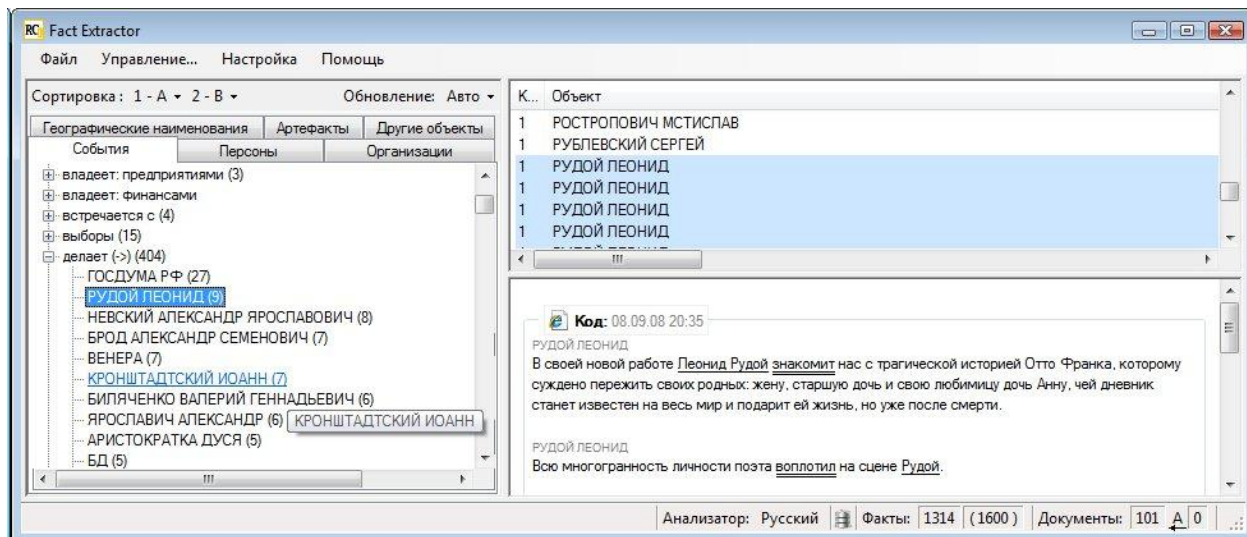 RC Fact Extractor
Файл Управление... Настройка Помощь
Сортировка: 1 - А 2 - В Обновление: Авто
Географические наименования Артефакты Другие объекты
События Персоны Организации
владеет: предприятиями (3)
владеет: финансами
встречается с (4)
выборы (15)
делает (->) (404)
ГОСДУМА РФ (27)
РУДОЙ ЛЕОНИД (9)
НЕВСКИЙ АЛЕКСАНДР ЯРОСЛАВОВИЧ (8)
БРОД АЛЕКСАНДР СЕМЕНОВИЧ (7)
ВЕНЕРА (7)
КРОНШТАДТСКИЙ ИОАНН (7)
БИЛЯЧЕНКО ВАЛЕРИЙ ГЕННАДЬЕВИЧ (6)
ЯРОСЛАВИЧ АЛЕКСАНДР (6) КРОНШТАДТСКИЙ ИОАНН
АРИСТОКРАТКА ДУСЯ (5)
БД (5)
К... Объект
1 РОСТРОПОВИЧ МСТИСЛАВ
1 РУБЛЕВСКИЙ СЕРГЕЙ
1 РУДОЙ ЛЕОНИД
1 РУДОЙ ЛЕОНИД
1 РУДОЙ ЛЕОНИД
1 РУДОЙ ЛЕОНИД
Код: 08.09.08 20:35
РУДОЙ ЛЕОНИД
В своей новой работе Леонид Рудой знакомит нас с трагической историей Отто Франка, которому
суждено пережить своих родных: жену, старшую дочь и свою любимицу дочь Анну, чей дневник
станет известен на весь мир и подарит ей жизнь, но уже после смерти.
РУДОЙ ЛЕОНИД
Всю многогранность личности поэта воплотил на сцене Рудой.
Анализатор: Русский Факты: 1314 (1600) Документы: 101 А 0